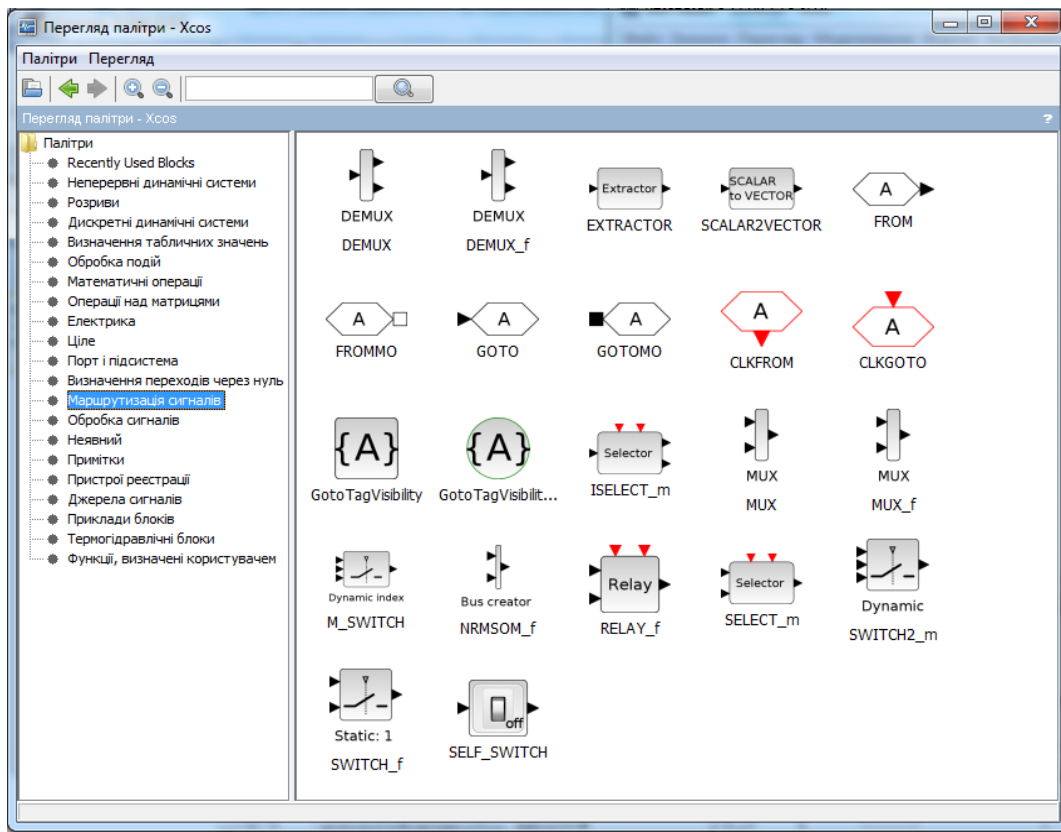 Перегляд палітри - Xcos
Палітри Перегляд
Перегляд палітри - Xcos ?
Палітри
Recently Used Blocks
Неперервні динамічні системи
Розриви
Дискретні динамічні системи
Визначення табличних значень
Обробка подій
Математичні операції
Операції над матрицями
Електрика
Ціле
Порт і підсистема
Визначення переходів через нуль
Маршрутизація сигналів
Обробка сигналів
Неявний
Примітки
Пристрої реєстрації
Джерела сигналів
Приклади блоків
Термогідравлічні блоки
Функції, визначені користувачем
DEMUX
DEMUX
DEMUX
DEMUX_f
Extractor
EXTRACTOR
SCALAR
to VECTOR
SCALAR2VECTOR
A
FROM
A
FROMMO
A
GOTO
A
GOTOMO
A
CLKFROM
A
CLKGOTO
{A}
GotoTagVisibility
{A}
GotoTagVisibilit...
Selector
ISELECT_m
MUX
MUX
MUX
MUX_f
Dynamic index
M_SWITCH
Bus creator
NRMSOM_f
Relay
RELAY_f
Selector
SELECT_m
Dynamic
SWITCH2_m
Static: 1
SWITCH_f
off
SELF_SWITCH